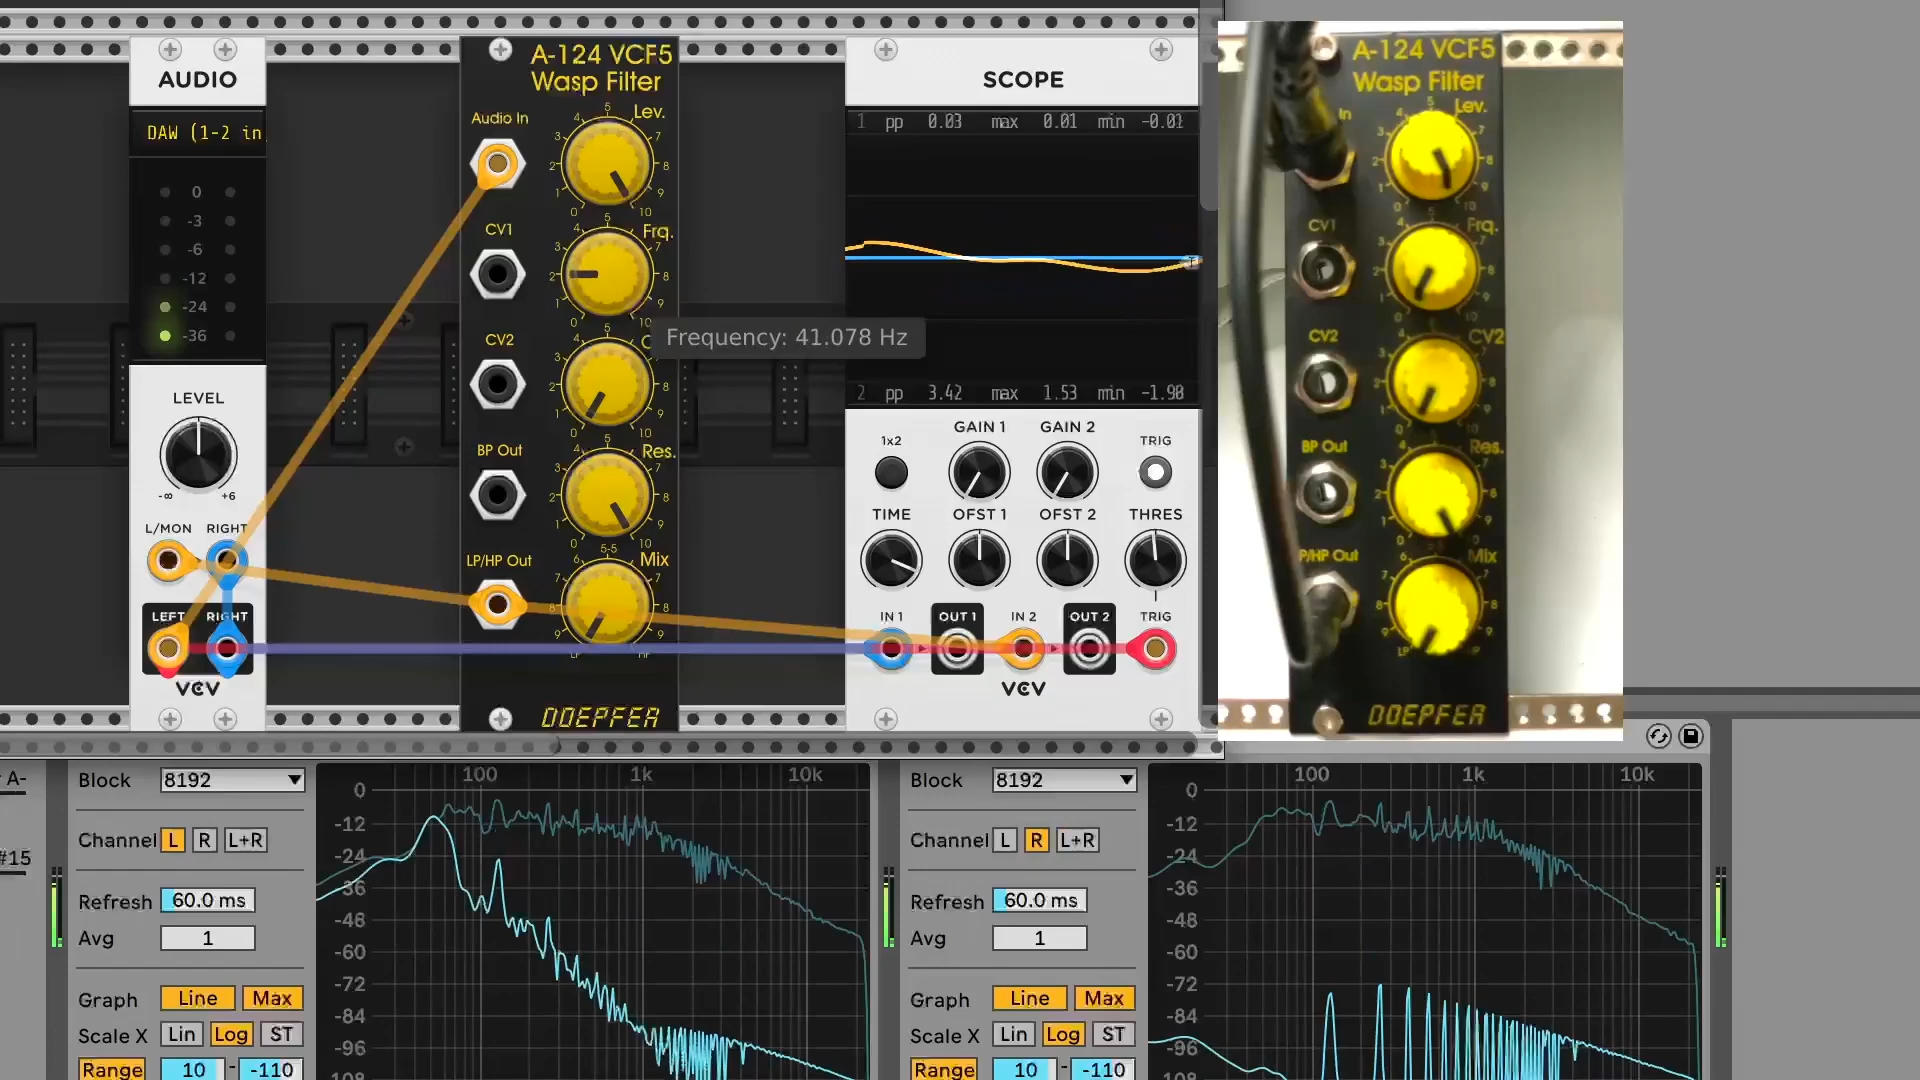 AUDIO
DAW (1-2 in
0
-3
-6
-12
-24
-36
LEVEL
-∞ +6
L/MON RIGHT
LEFT RIGHT
VCV
A-124 VCF5
Wasp Filter
Audio In
Lev.
CV1
Frq.
CV2
BP Out
Res.
LP/HP Out
Mix
DOEPFER
Frequency: 41.078 Hz
SCOPE
1 pp 0.03 max 0.01 min -0.01
2 pp 3.42 max 1.53 min -1.90
1x2 GAIN 1 GAIN 2 TRIG
TIME OFST 1 OFST 2 THRES
IN 1 OUT 1 IN 2 OUT 2 TRIG
VCV
A-124 VCF5
Wasp Filter
In
Lev.
CV1
Frq.
CV2
CV2
BP Out
Res.
P/HP Out
Mix
LP HP
DOEPFER
A-
#15
Block 8192
Channel L R L+R
Refresh 60.0 ms
Avg 1
Graph Line Max
Scale X Lin Log ST
Range 10 - -110
100 1k 10k
0
-12
-24
-36
-48
-60
-72
-84
-96
Block 8192
Channel L R L+R
Refresh 60.0 ms
Avg 1
Graph Line Max
Scale X Lin Log ST
Range 10 - -110
100 1k 10k
0
-12
-24
-36
-48
-60
-72
-84
-96